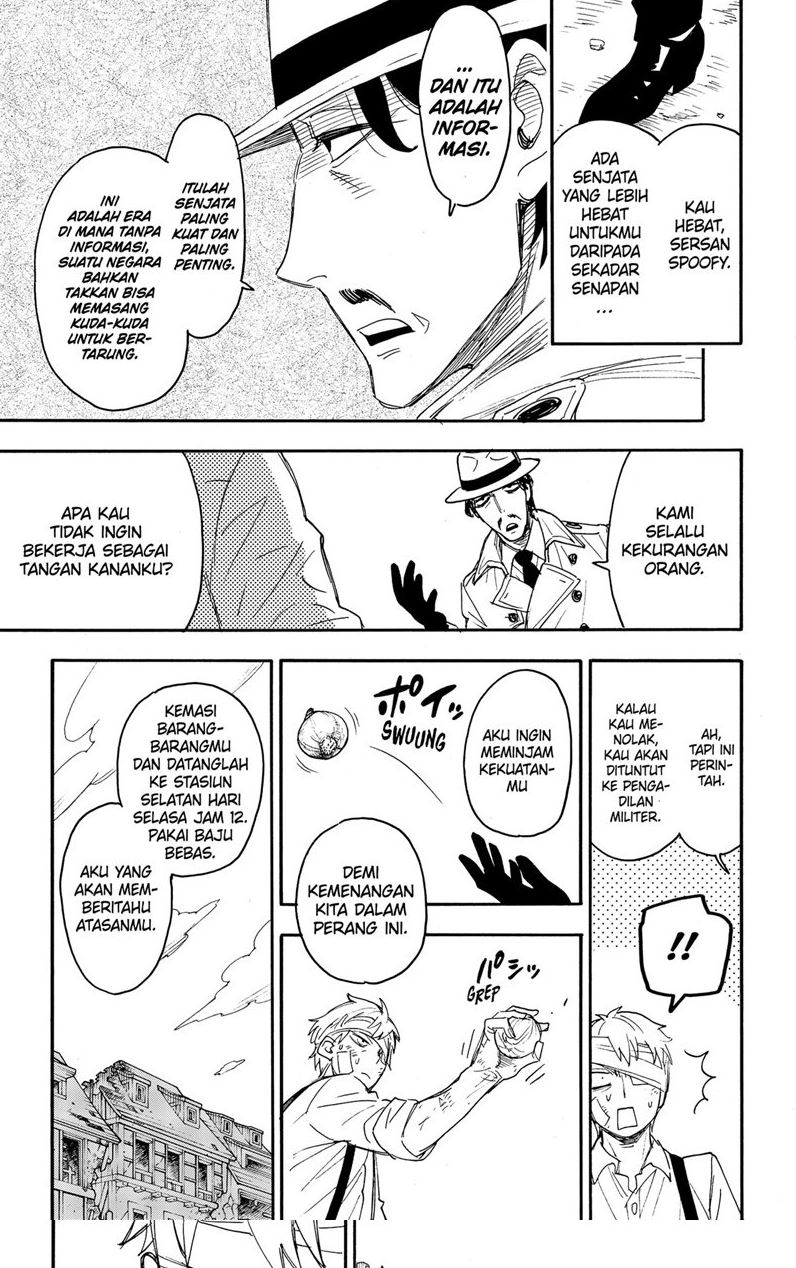 KAU
HEBAT,
SERSAN
SPOOFY.
ADA
SENJATA
YANG LEBIH
HEBAT
UNTUKMU
DARIPADA
SEKADAR
SENAPAN
...
...
DAN ITU
ADALAH
INFOR-
MASI.
ITULAH
SENJATA
PALING
KUAT DAN
PALING
PENTING.
INI
ADALAH ERA
DI MANA TANPA
INFORMASI,
SUATU NEGARA
BAHKAN
TAKKAN BISA
MEMASANG
KUDA-KUDA
UNTUK BER-
TARUNG.
KAMI
SELALU
KEKURANGAN
ORANG.
APA KAU
TIDAK INGIN
BEKERJA SEBAGAI
TANGAN KANANKU?
AH,
TAPI INI
PERIN-
TAH.
KALAU
KAU ME-
NOLAK,
KAU AKAN
DITUNTUT
KE PENGA-
DILAN
MILITER.
!!
AKU INGIN
MEMINJAM
KEKUATAN-
MU
ポイッ
SWUUNG
DEMI
KEMENANGAN
KITA DALAM
PERANG INI.
パシッ
GREP
KEMASI
BARANG-
BARANGMU
DAN DATANGLAH
KE STASIUN
SELATAN HARI
SELASA JAM 12.
PAKAI BAJU
BEBAS.
AKU YANG
AKAN MEM-
BERITAHU
ATASANMU.